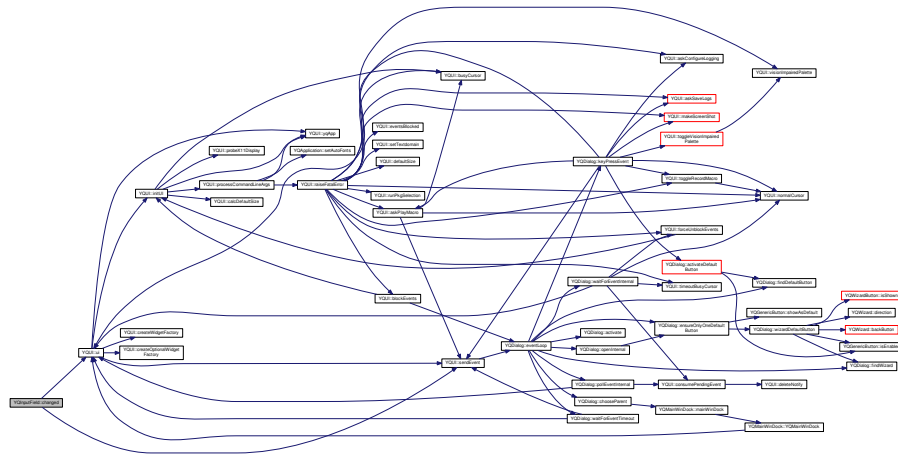 YQInputField::changed
YQUI::ui
YQUI::createWidgetFactory
YQUI::createOptionalWidget
Factory
YQUI::initUI
YQUI::probeX11Display
YQUI::processCommandLineArgs
YQUI::calcDefaultSize
YQUI::yqApp
YQApplication::setAutoFonts
YQUI::raiseFatalError
YQUI::eventsBlocked
YQUI::setTextdomain
YQUI::defaultSize
YQUI::runPkgSelection
YQUI::askPlayMacro
YQUI::blockEvents
YQUI::busyCursor
YQUI::sendEvent
YQDialog::eventLoop
YQDialog::keyPressEvent
YQDialog::waitForEventInternal
YQDialog::activate
YQDialog::openInternal
YQDialog::pollEventInternal
YQDialog::chooseParent
YQDialog::waitForEventTimeout
YQUI::askConfigureLogging
YQUI::askSaveLogs
YQUI::makeScreenShot
YQUI::toggleVisionImpaired
Palette
YQUI::toggleRecordMacro
YQUI::forceUnblockEvents
YQDialog::activateDefault
Button
YQUI::timeoutBusyCursor
YQDialog::ensureOnlyOneDefault
Button
YQUI::consumePendingEvent
YQMainWinDock::mainWinDock
YQUI::visionImpairedPalette
YQUI::normalCursor
YQDialog::findDefaultButton
YQGenericButton::showAsDefault
YQDialog::wizardDefaultButton
YQUI::deleteNotify
YQMainWinDock::YQMainWinDock
YQWizardButton::isShown
YQWizard::direction
YQWizard::backButton
YQGenericButton::isEnabled
YQDialog::findWizard